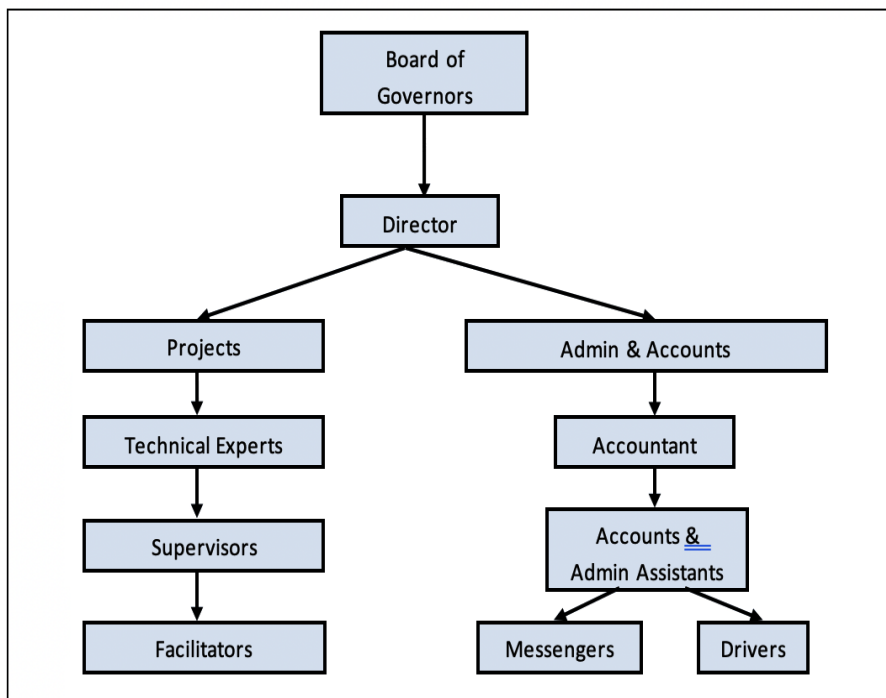 Board of
Governors
Director
Projects
Admin & Accounts
Technical Experts
Accountant
Supervisors
Accounts &
Admin Assistants
Facilitators
Messengers
Drivers